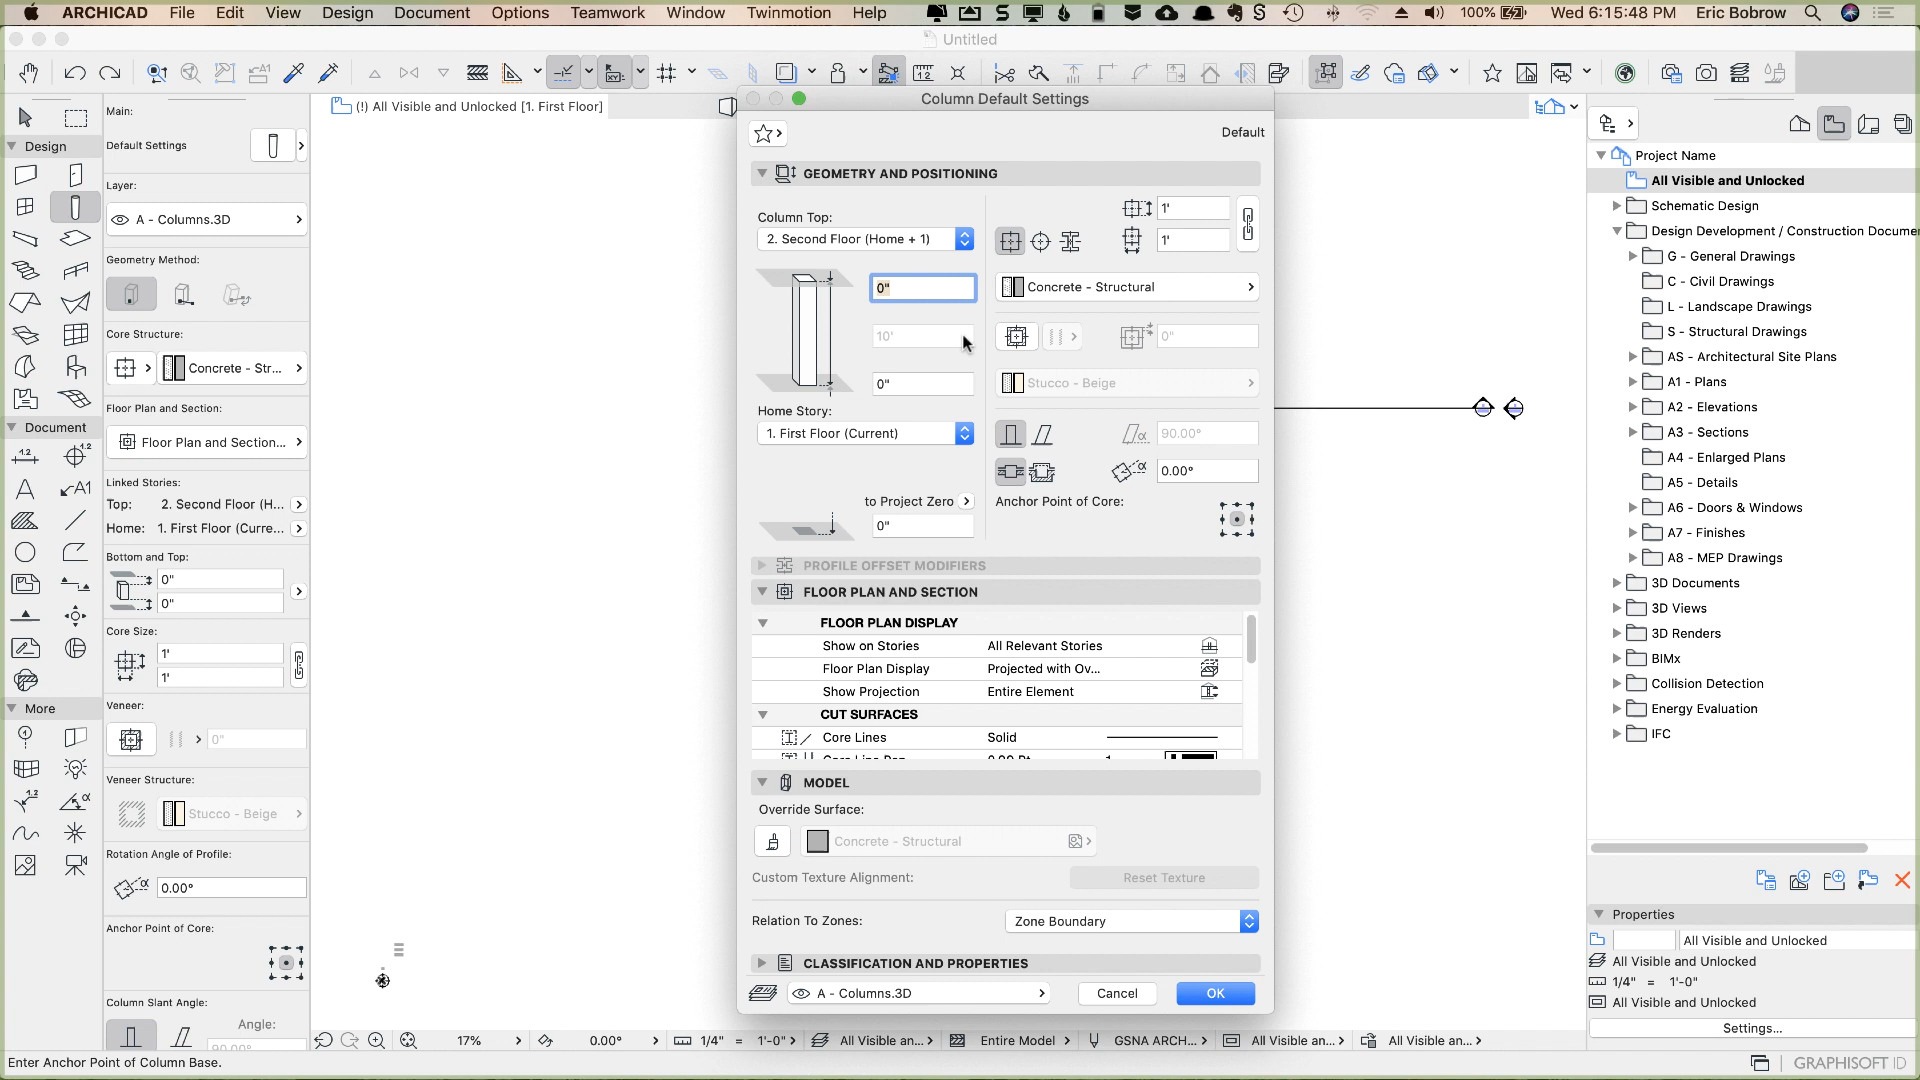 ARCHICAD File Edit View Design Document Options Teamwork Window Twinmotion Help
100% Wed 6:15:48 PM Eric Bobrow
Untitled
(!) All Visible and Unlocked [1. First Floor]
Main:
Default Settings
Layer:
A - Columns.3D
Geometry Method:
Core Structure:
Concrete - Str...
Floor Plan and Section:
Floor Plan and Section...
Linked Stories:
Top: 2. Second Floor (H...
Home: 1. First Floor (Curre...
Bottom and Top:
0"
0"
Core Size:
1'
1'
Veneer:
0"
Veneer Structure:
Stucco - Beige
Rotation Angle of Profile:
0.00°
Anchor Point of Core:
Column Slant Angle:
Angle:
90.00°
Design
Document
More
Column Default Settings
Default
GEOMETRY AND POSITIONING
Column Top:
2. Second Floor (Home + 1)
0"
10'
0"
Home Story:
1. First Floor (Current)
to Project Zero
0"
1'
1'
Concrete - Structural
0"
Stucco - Beige
90.00°
0.00°
Anchor Point of Core:
PROFILE OFFSET MODIFIERS
FLOOR PLAN AND SECTION
FLOOR PLAN DISPLAY
Show on Stories All Relevant Stories
Floor Plan Display Projected with Ov...
Show Projection Entire Element
CUT SURFACES
Core Lines Solid
MODEL
Override Surface:
Concrete - Structural
Custom Texture Alignment:
Reset Texture
Relation To Zones:
Zone Boundary
CLASSIFICATION AND PROPERTIES
A - Columns.3D
Cancel
OK
Project Name
All Visible and Unlocked
Schematic Design
Design Development / Construction Docume
G - General Drawings
C - Civil Drawings
L - Landscape Drawings
S - Structural Drawings
AS - Architectural Site Plans
A1 - Plans
A2 - Elevations
A3 - Sections
A4 - Enlarged Plans
A5 - Details
A6 - Doors & Windows
A7 - Finishes
A8 - MEP Drawings
3D Documents
3D Views
3D Renders
BIMx
Collision Detection
Energy Evaluation
IFC
Properties
All Visible and Unlocked
All Visible and Unlocked
1/4" = 1'-0"
All Visible and Unlocked
Settings...
17% 0.00° 1/4" = 1'-0" All Visible an... Entire Model GSNA ARCH... All Visible an... All Visible an...
Enter Anchor Point of Column Base.
GRAPHISOFT ID